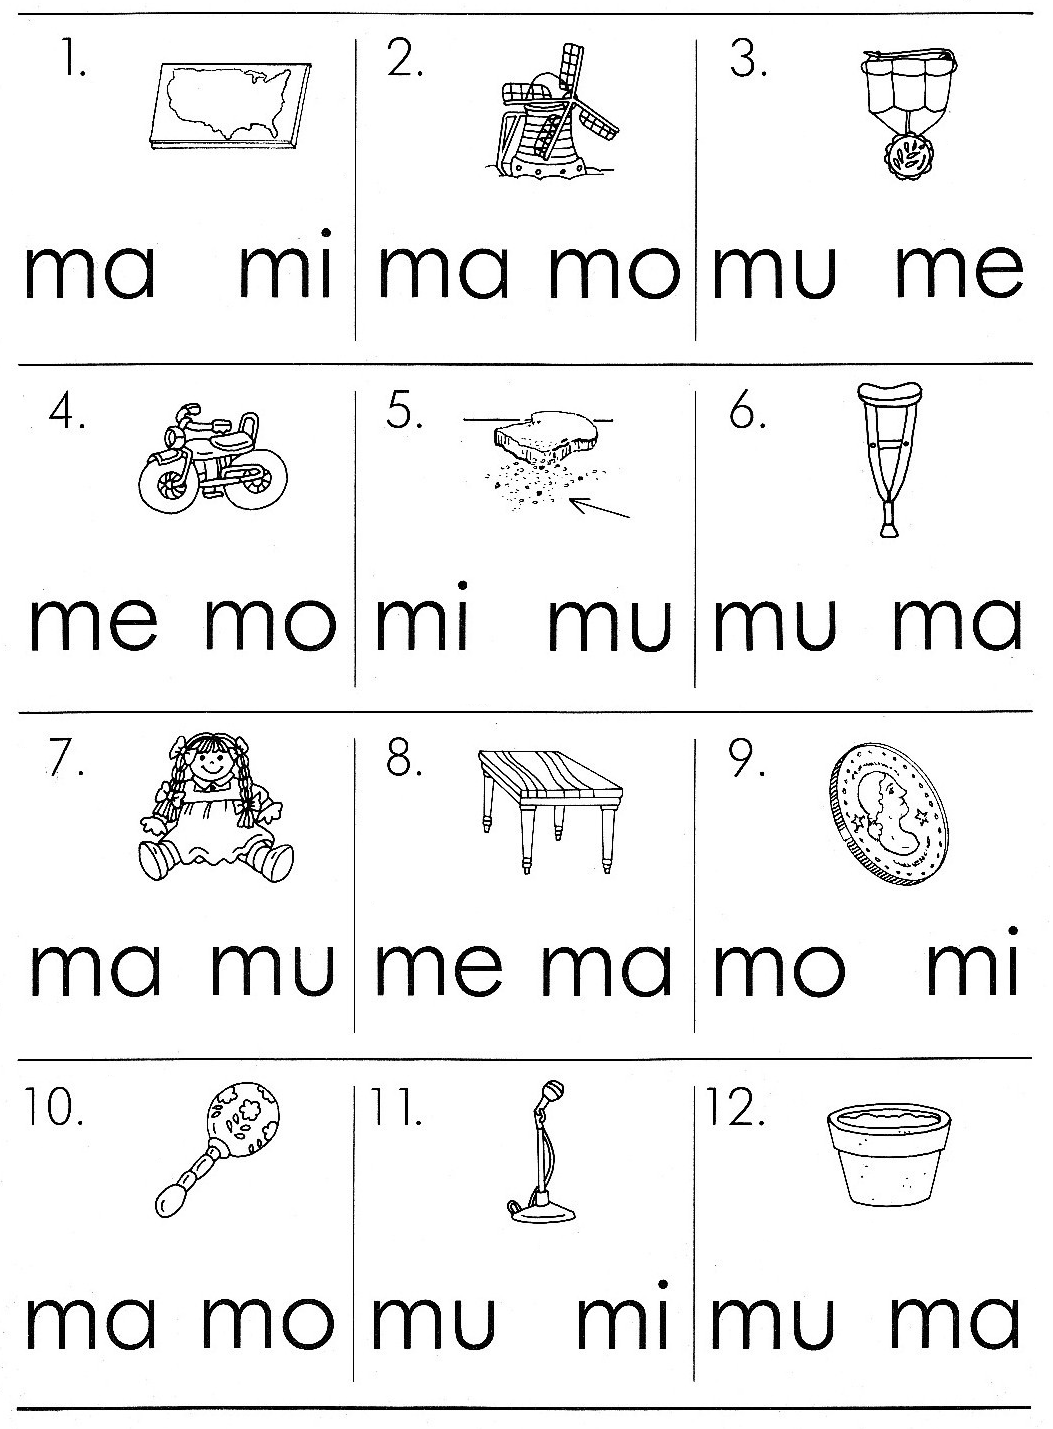 1. 2. 3.
ma mi ma mo mu me
4. 5. 6.
me mo mi mu mu ma
7. 8. 9.
ma mu me ma mo mi
10. 11. 12.
ma mo mu mi mu ma